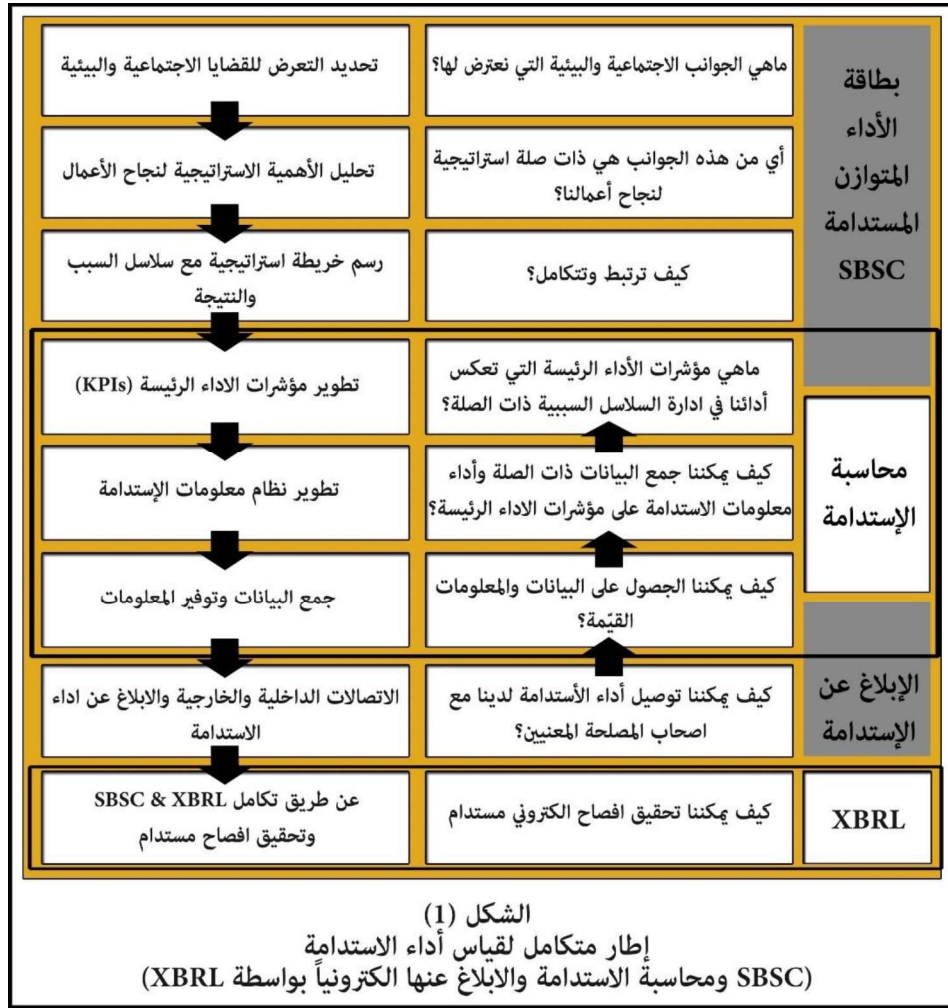 بطاقة
الأداء
المتوازن
المستدامة
SBSC
ماهي الجوانب الاجتماعية والبيئية التي نعترض لها؟
تحديد التعرض للقضايا الاجتماعية والبيئية
أي من هذه الجوانب هي ذات صلة استراتيجية
لنجاح أعمالنا؟
تحليل الأهمية الاستراتيجية لنجاح الأعمال
كيف ترتبط وتتكامل؟
رسم خريطة استراتيجية مع سلاسل السبب
والنتيجة
محاسبة
الإستدامة
ماهي مؤشرات الأداء الرئيسة التي تعكس
أدائنا في ادارة السلاسل السببية ذات الصلة؟
تطوير مؤشرات الاداء الرئيسة (KPIs)
كيف يمكننا جمع البيانات ذات الصلة وأداء
معلومات الاستدامة على مؤشرات الاداء الرئيسة؟
تطوير نظام معلومات الإستدامة
كيف يمكننا الجصول على البيانات والمعلومات
القيّمة؟
جمع البيانات وتوفير المعلومات
الإبلاغ عن
الإستدامة
كيف يمكننا توصيل أداء الأستدامة لدينا مع
اصحاب المصلحة المعنيين؟
الاتصالات الداخلية والخارجية والابلاغ عن اداء
الاستدامة
XBRL
كيف يمكننا تحقيق افصاح الكتروني مستدام
عن طريق تكامل SBSC & XBRL
وتحقيق افصاح مستدام
الشكل (1)
إطار متكامل لقياس أداء الاستدامة
(SBSC ومحاسبة الاستدامة والابلاغ عنها الكترونياً بواسطة XBRL)